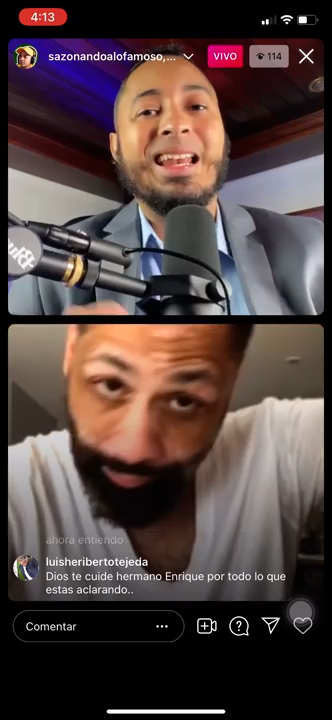 4:13
sazonandoalofamoso,...
VIVO
114
ahora entiendo
luisheribertotejeda
Dios te cuide hermano Enrique por todo lo que
estas aclarando..
Comentar